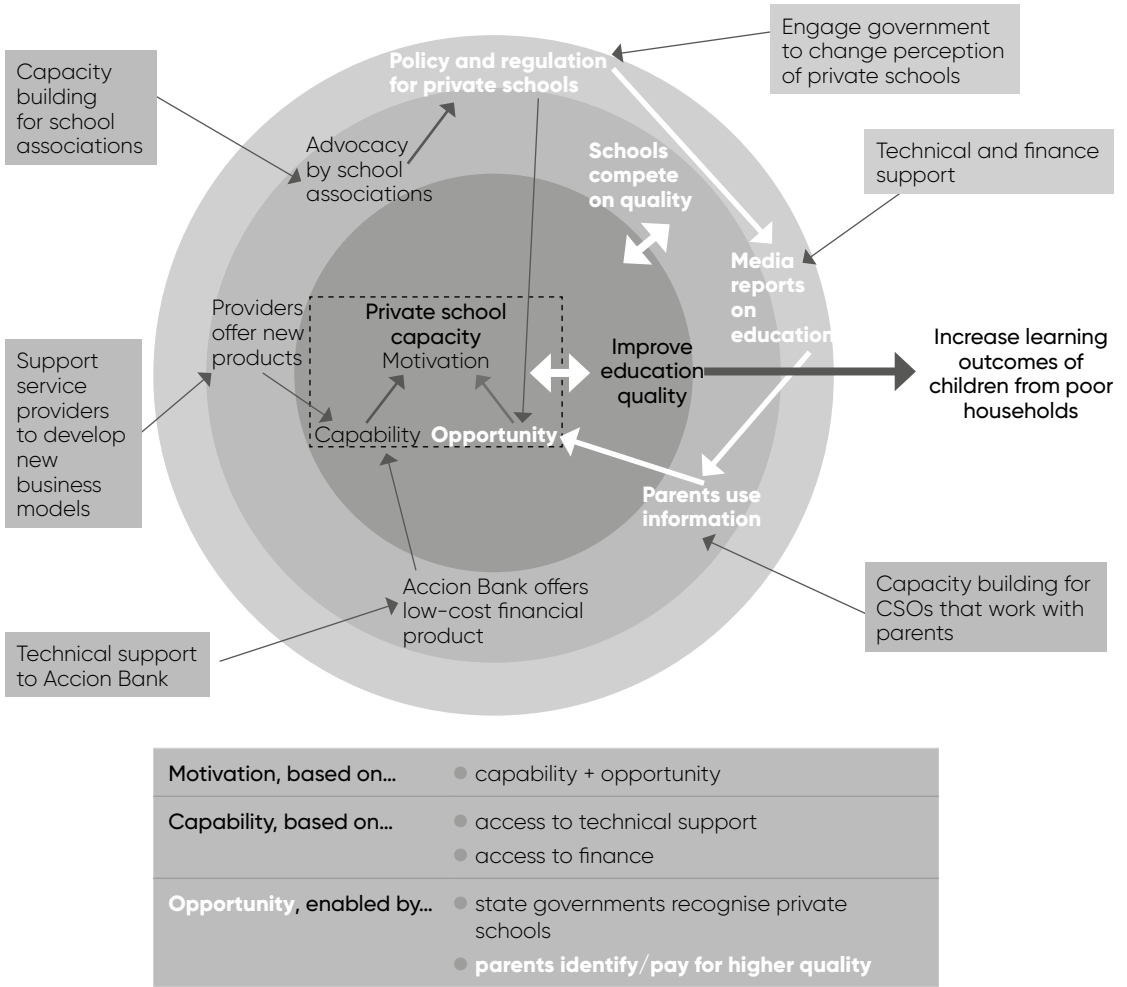 Engage government
to change perception
of private schools
Capacity
building
for school
associations
Policy and regulation
for private schools
Advocacy
by school
associations
Schools
compete
on quality
Technical and finance
support
Media
reports
on
education
Providers
offer new
products
Private school
capacity
Motivation
Capability
Opportunity
Improve
education
quality
Increase learning
outcomes of
children from poor
households
Support
service
providers
to develop
new
business
models
Parents use
information
Accion Bank offers
low-cost financial
product
Capacity building for
CSOs that work with
parents
Technical support
to Accion Bank
Motivation, based on...
capability + opportunity
Capability, based on...
access to technical support
access to finance
Opportunity, enabled by...
state governments recognise private
schools
parents identify/pay for higher quality